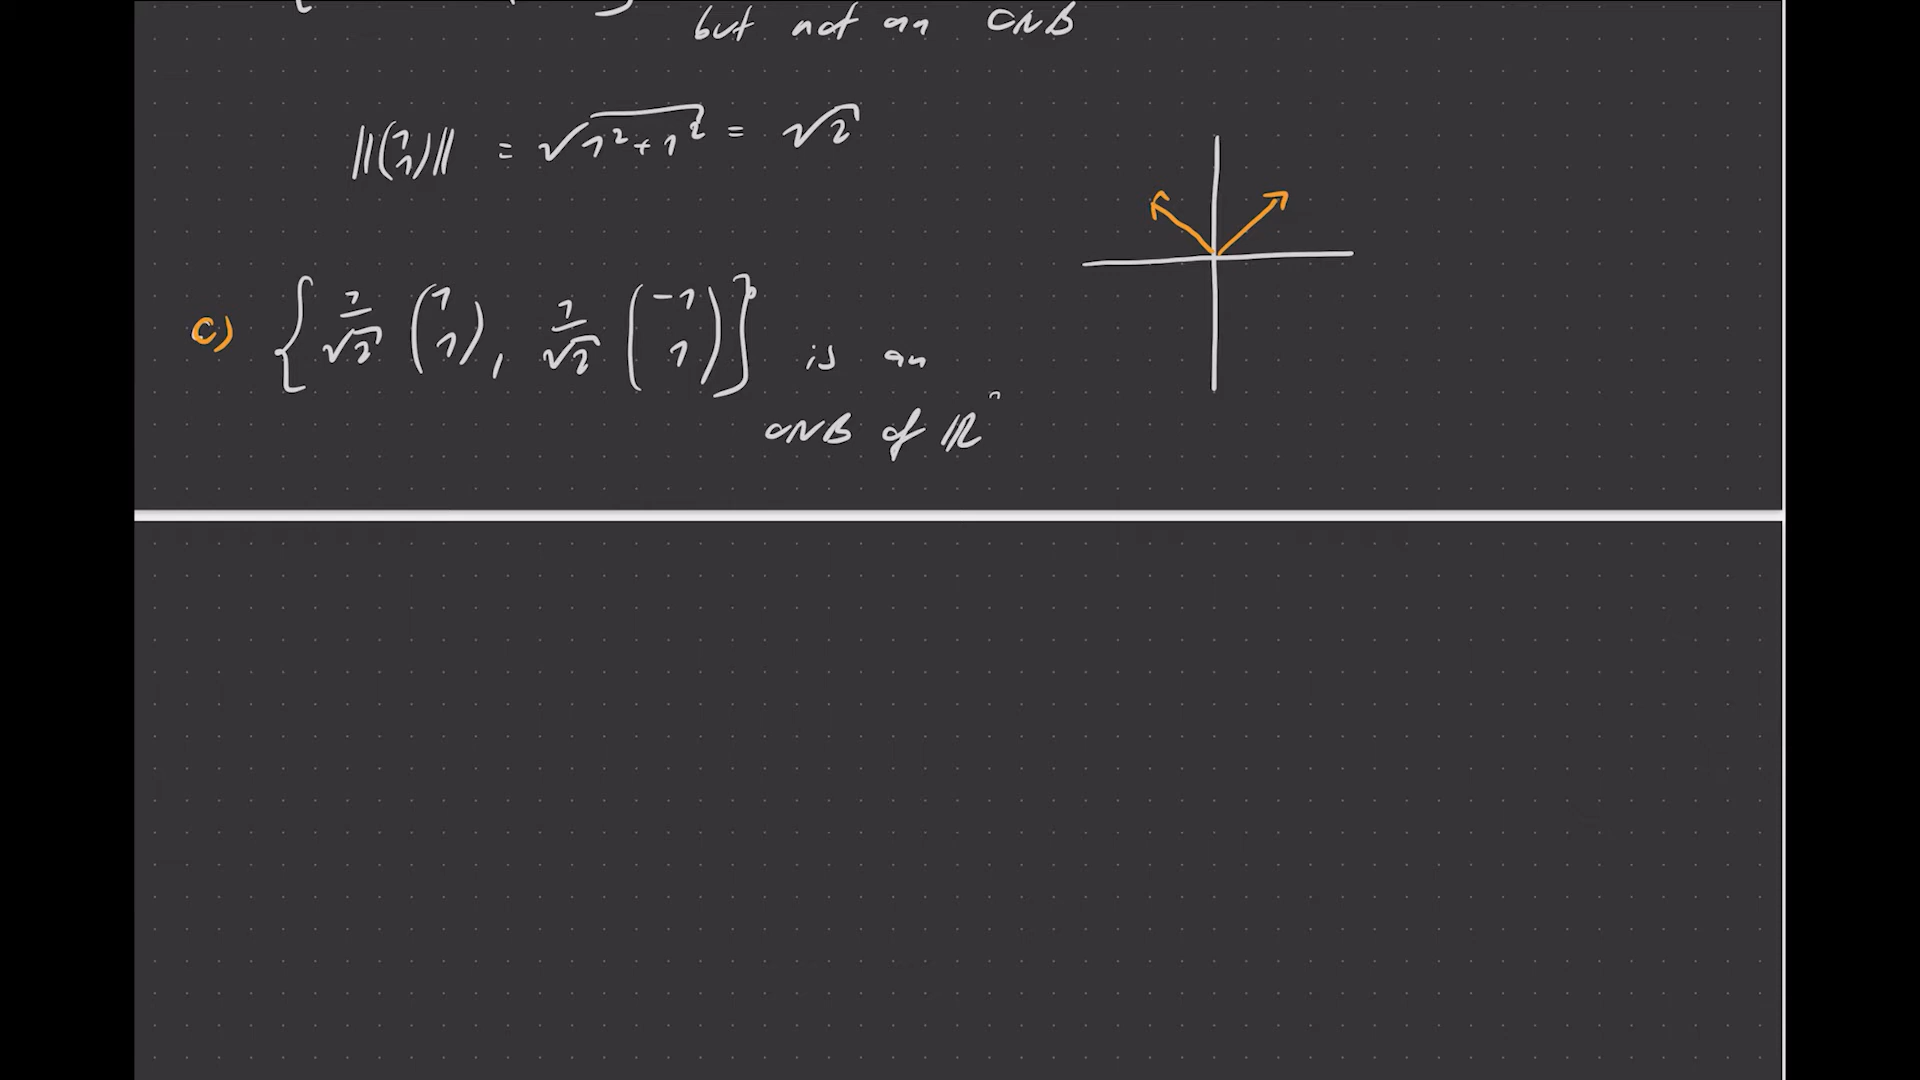 but not an ONB
||(1 1)|| = √(1² + 1²) = √2
c) { 1/√2 (1 1), 1/√2 (-1 1) } is an
ONB of ℝ